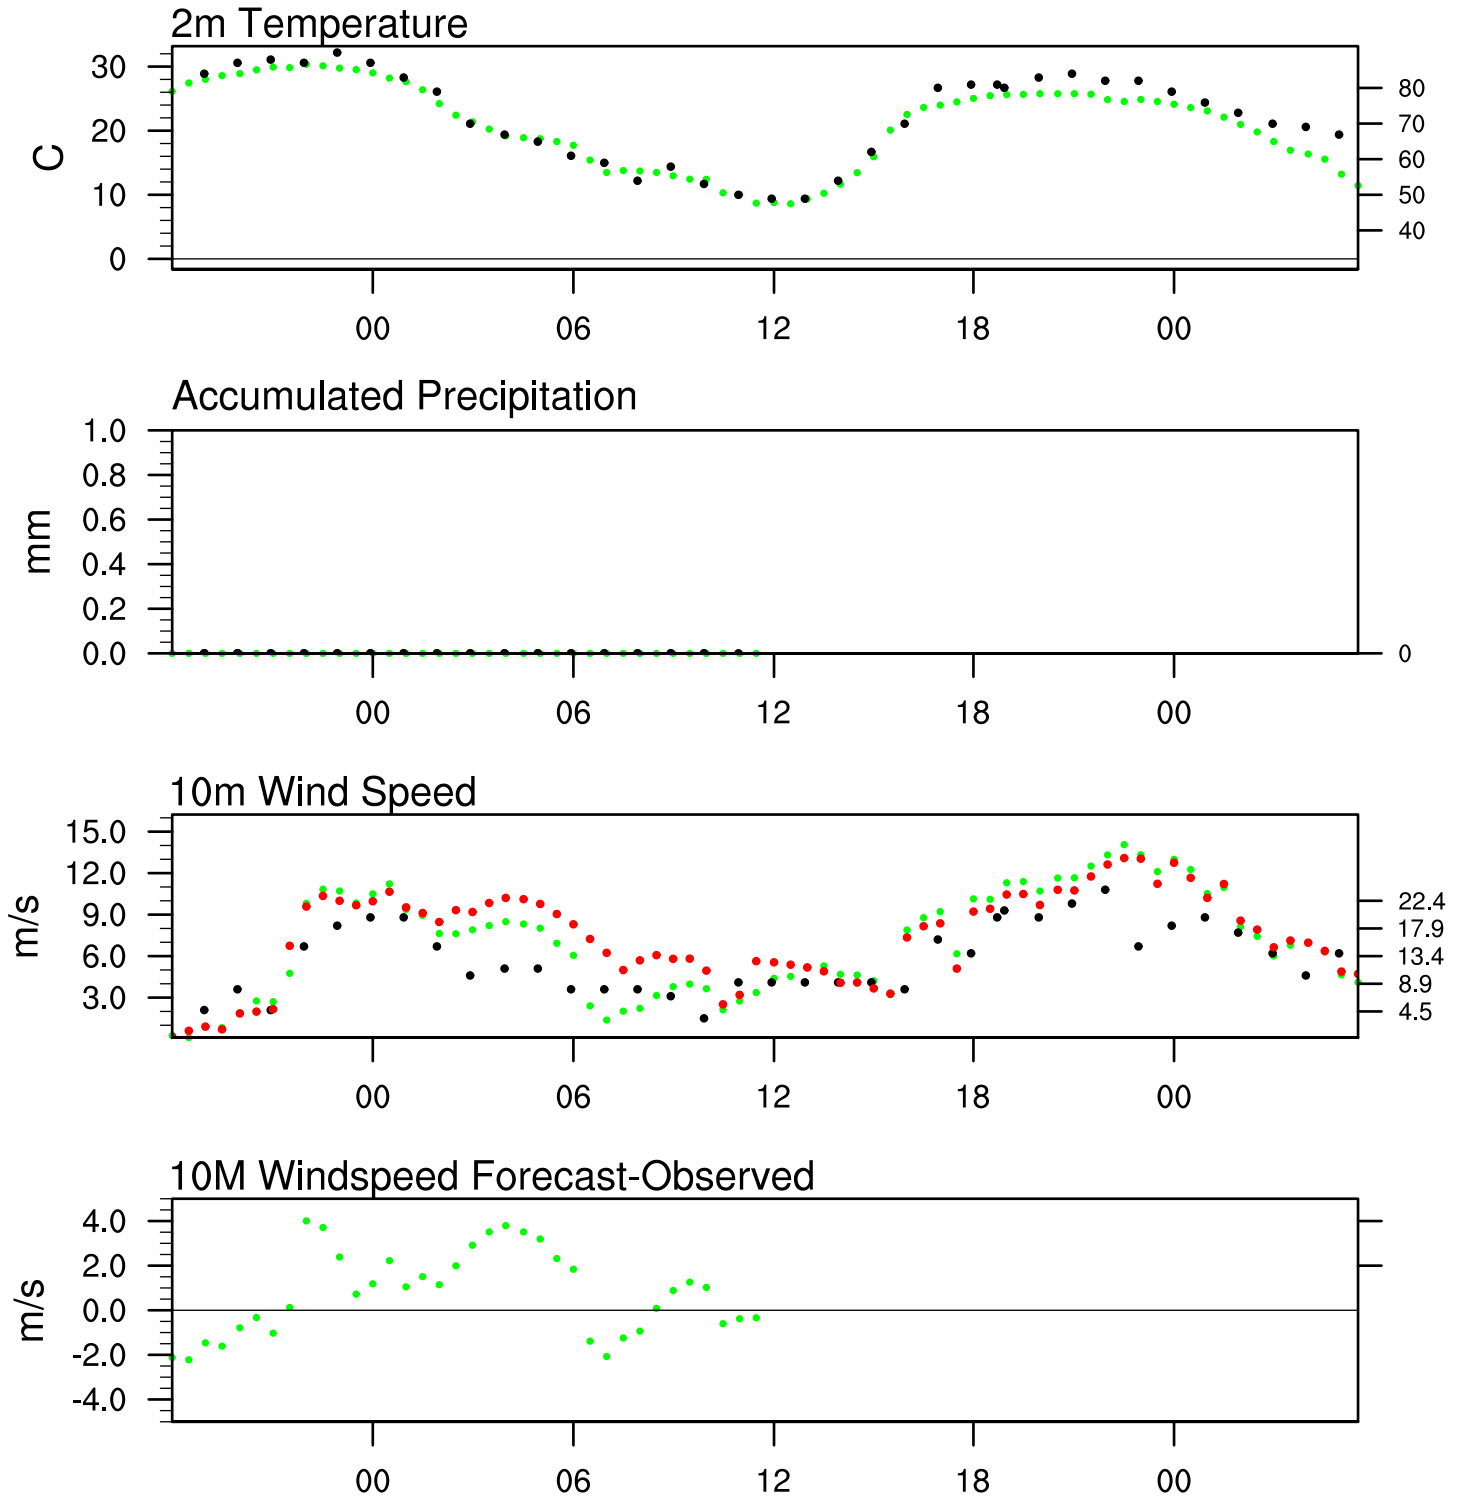 2m Temperature
30
20
10
0
C
80
70
60
50
40
00 06 12 18 00
Accumulated Precipitation
1.0
0.8
0.6
0.4
0.2
0.0
mm
0
00 06 12 18 00
10m Wind Speed
15.0
12.0
9.0
6.0
3.0
m/s
22.4
17.9
13.4
8.9
4.5
00 06 12 18 00
10M Windspeed Forecast-Observed
4.0
2.0
0.0
-2.0
-4.0
m/s
00 06 12 18 00